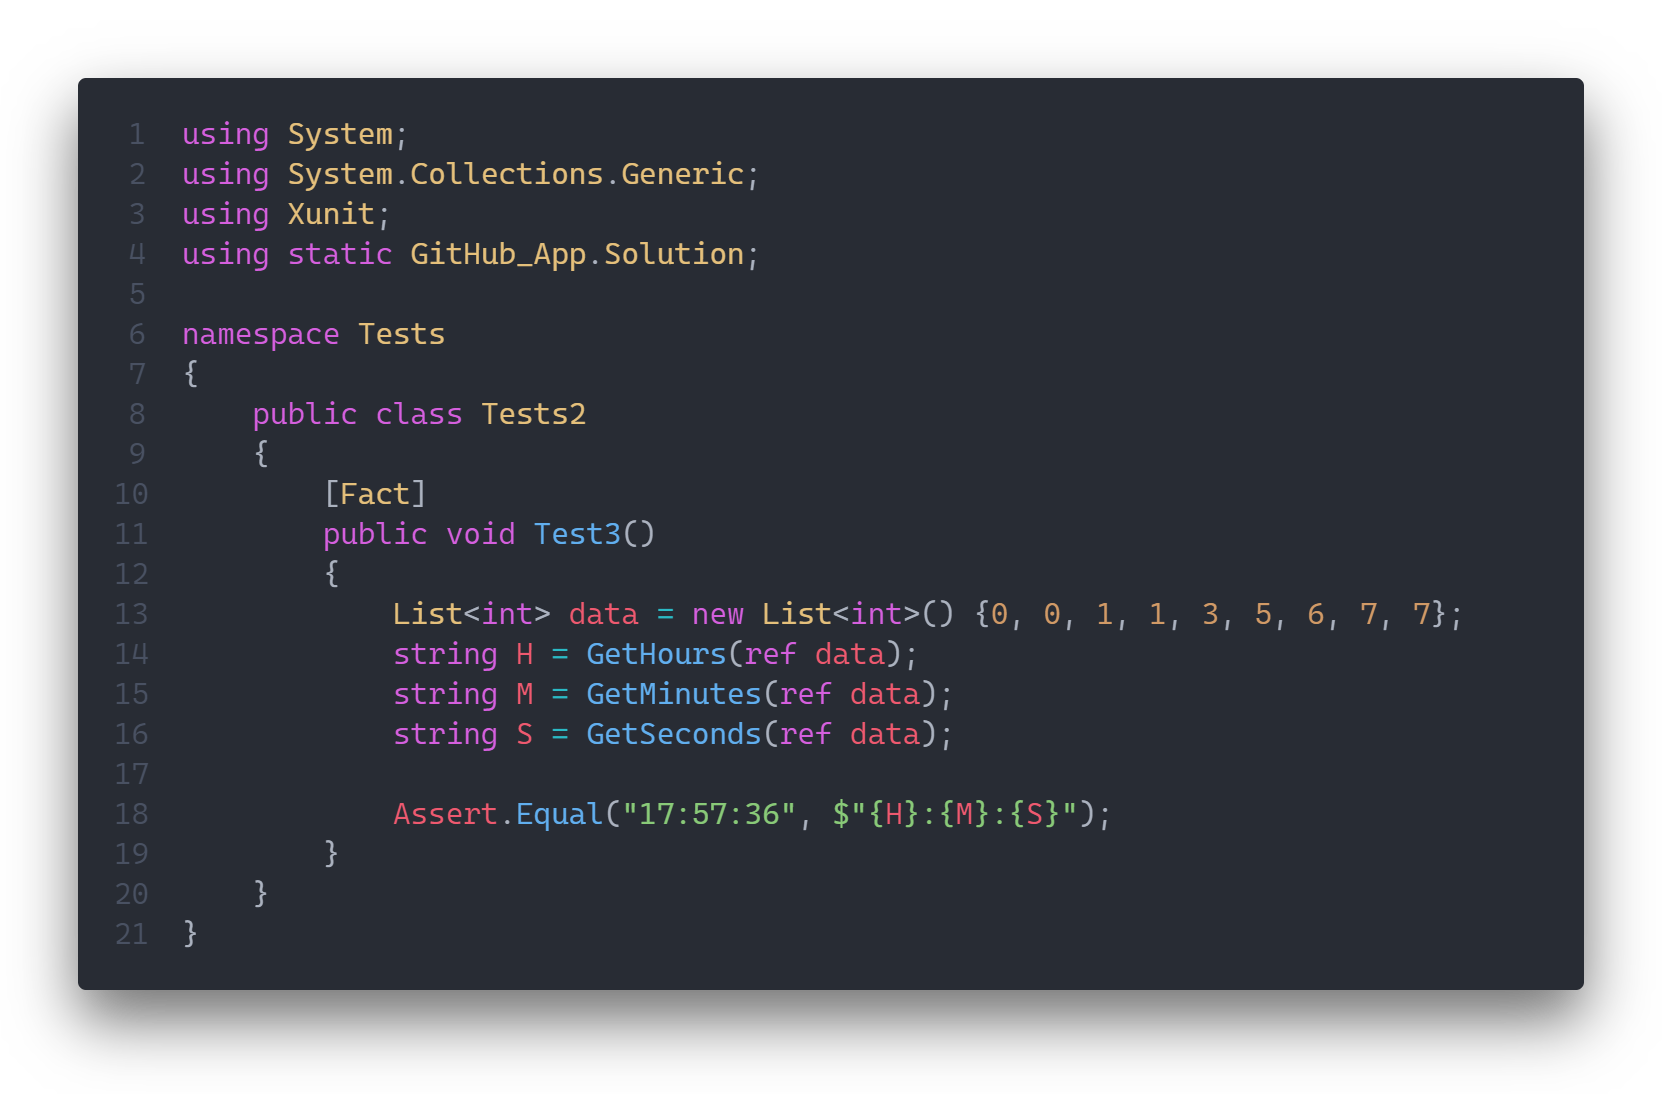 1 using System;
2 using System.Collections.Generic;
3 using Xunit;
4 using static GitHub_App.Solution;
5
6 namespace Tests
7 {
8     public class Tests2
9     {
10         [Fact]
11         public void Test3()
12         {
13             List<int> data = new List<int>() {0, 0, 1, 1, 3, 5, 6, 7, 7};
14             string H = GetHours(ref data);
15             string M = GetMinutes(ref data);
16             string S = GetSeconds(ref data);
17
18             Assert.Equal("17:57:36", $"{H}:{M}:{S}");
19         }
20     }
21 }